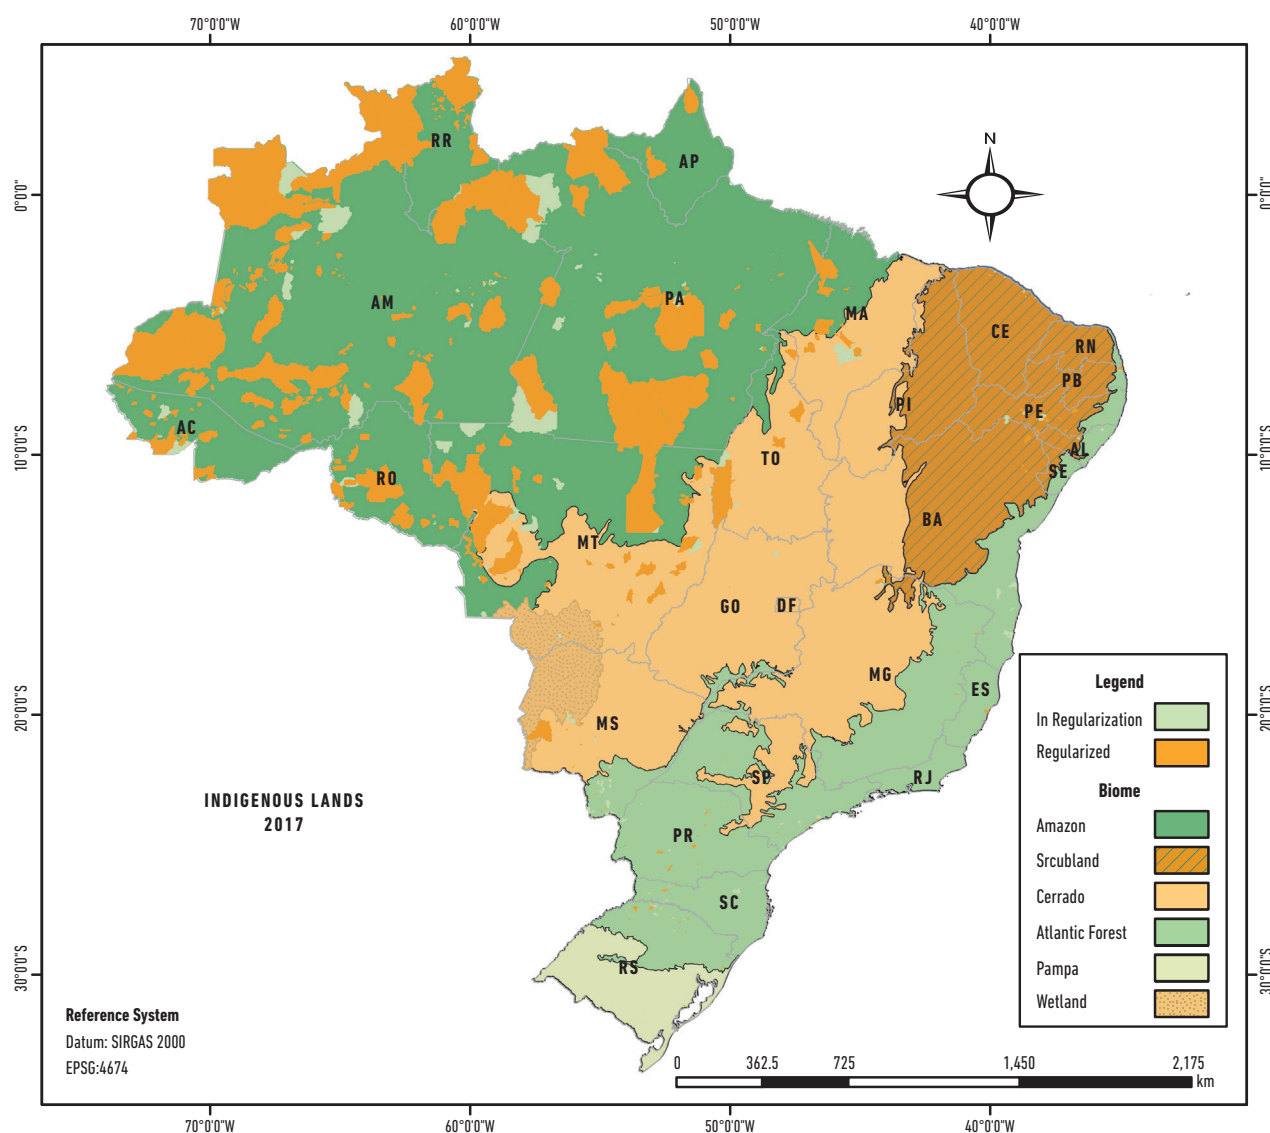 70°0'0"W 60°0'0"W 50°0'0"W 40°0'0"W
N
RR
AP
0°0'0" 0°0'0"
AM
PA
MA
CE
RN
PB
PI
PE
AC
AL
10°0'0"S 10°0'0"S
TO
SE
RO
BA
MT
GO
DF
MG
ES
MS
20°0'0"S 20°0'0"S
SP
RJ
PR
SC
RS
30°0'0"S 30°0'0"S
INDIGENOUS LANDS
2017
Legend
In Regularization
Regularized
Biome
Amazon
Srcubland
Cerrado
Atlantic Forest
Pampa
Wetland
Reference System
Datum: SIRGAS 2000
EPSG:4674
0 362.5 725 1,450 2,175
km
70°0'0"W 60°0'0"W 50°0'0"W 40°0'0"W